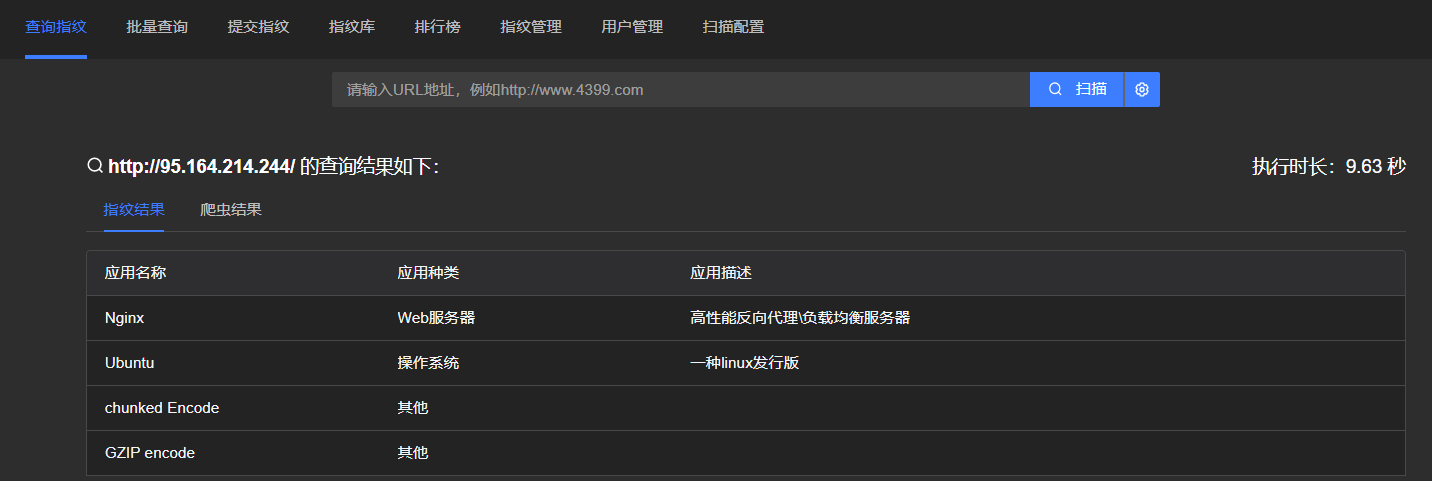 查询指纹 批量查询 提交指纹 指纹库 排行榜 指纹管理 用户管理 扫描配置
请输入URL地址，例如http://www.4399.com 扫描
http://95.164.214.244/ 的查询结果如下： 执行时长：9.63 秒
指纹结果 爬虫结果
应用名称 应用种类 应用描述
Nginx Web服务器 高性能反向代理\负载均衡服务器
Ubuntu 操作系统 一种linux发行版
chunked Encode 其他
GZIP encode 其他